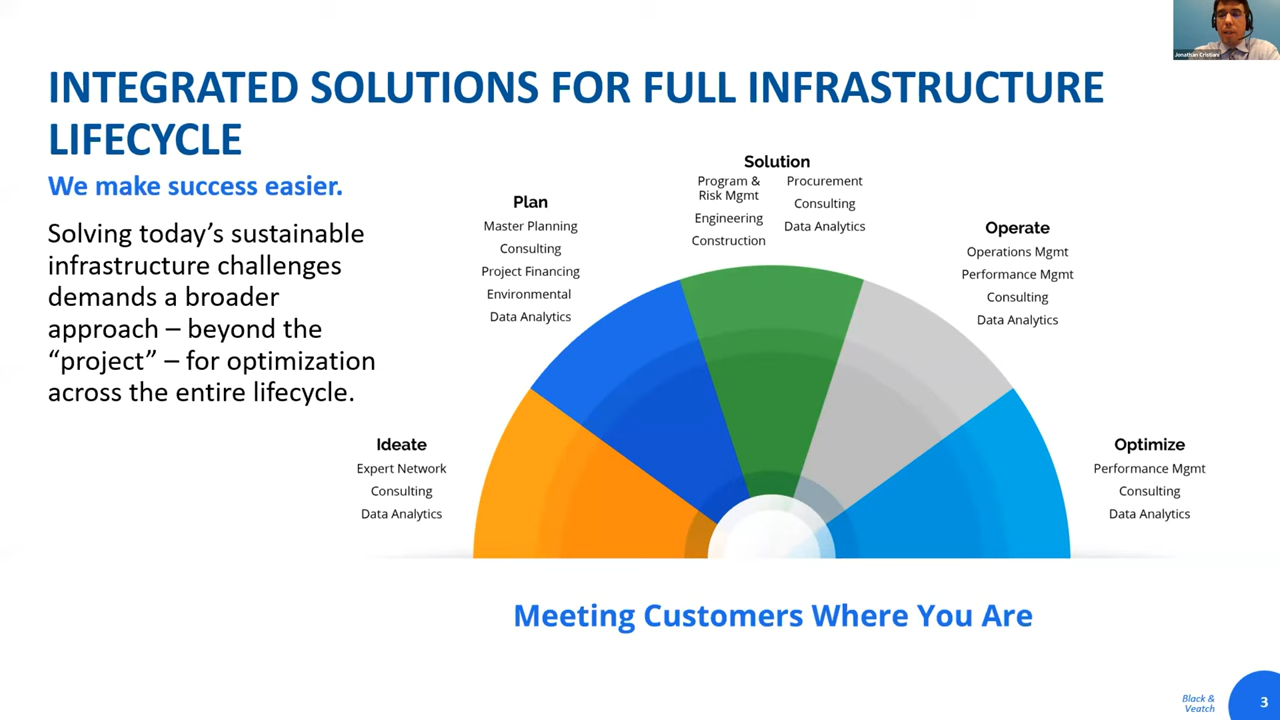 INTEGRATED SOLUTIONS FOR FULL INFRASTRUCTURE
LIFECYCLE
We make success easier.
Solving today’s sustainable
infrastructure challenges
demands a broader
approach – beyond the
“project” – for optimization
across the entire lifecycle.
Ideate
Expert Network
Consulting
Data Analytics
Plan
Master Planning
Consulting
Project Financing
Environmental
Data Analytics
Solution
Program &
Risk Mgmt
Engineering
Construction
Procurement
Consulting
Data Analytics
Operate
Operations Mgmt
Performance Mgmt
Consulting
Data Analytics
Optimize
Performance Mgmt
Consulting
Data Analytics
Meeting Customers Where You Are
Jonathan Cristiani
Black &
Veatch
3